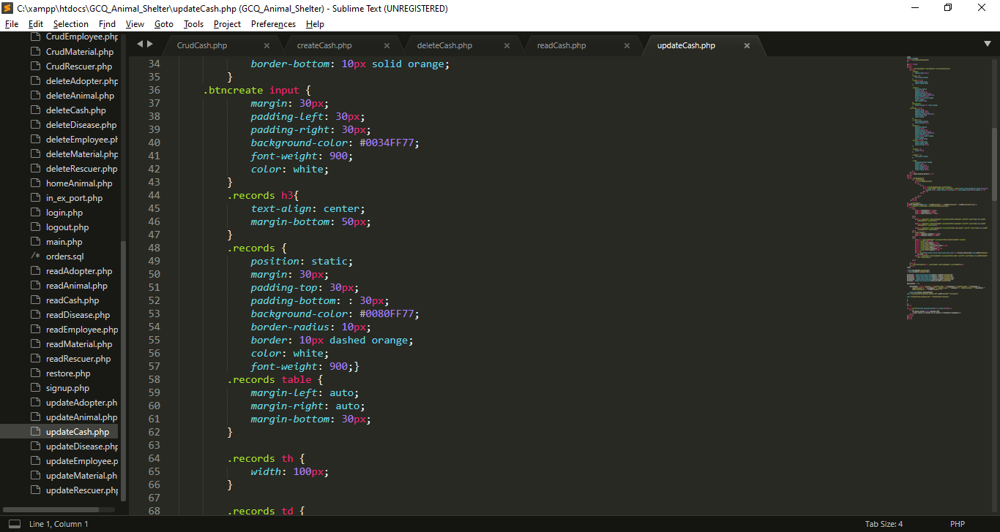 C:\xampp\htdocs\GCQ_Animal_Shelter\updateCash.php (GCQ_Animal_Shelter) - Sublime Text (UNREGISTERED)
File Edit Selection Find View Goto Tools Project Preferences Help
CrudEmployee.php
CrudMaterial.php
CrudRescuer.php
deleteAdopter.php
deleteAnimal.php
deleteCash.php
deleteDisease.php
deleteEmployee.ph
deleteMaterial.php
deleteRescuer.php
homeAnimal.php
in_ex_port.php
login.php
logout.php
main.php
/* orders.sql
readAdopter.php
readAnimal.php
readCash.php
readDisease.php
readEmployee.php
readMaterial.php
readRescuer.php
restore.php
signup.php
updateAdopter.ph
updateAnimal.php
updateCash.php
updateDisease.php
updateEmployee.p
updateMaterial.ph
updateRescuer.php
CrudCash.php createCash.php deleteCash.php readCash.php updateCash.php
34 border-bottom: 10px solid orange;
35 }
36 .btncreate input {
37 margin: 30px;
38 padding-left: 30px;
39 padding-right: 30px;
40 background-color: #0034FF77;
41 font-weight: 900;
42 color: white;
43 }
44 .records h3{
45 text-align: center;
46 margin-bottom: 50px;
47 }
48 .records {
49 position: static;
50 margin: 30px;
51 padding-top: 30px;
52 padding-bottom: : 30px;
53 background-color: #0080FF77;
54 border-radius: 10px;
55 border: 10px dashed orange;
56 color: white;
57 font-weight: 900;}
58 .records table {
59 margin-left: auto;
60 margin-right: auto;
61 margin-bottom: 30px;
62 }
63
64 .records th {
65 width: 100px;
66 }
67
68 .records td {
Line 1, Column 1 Tab Size: 4 PHP